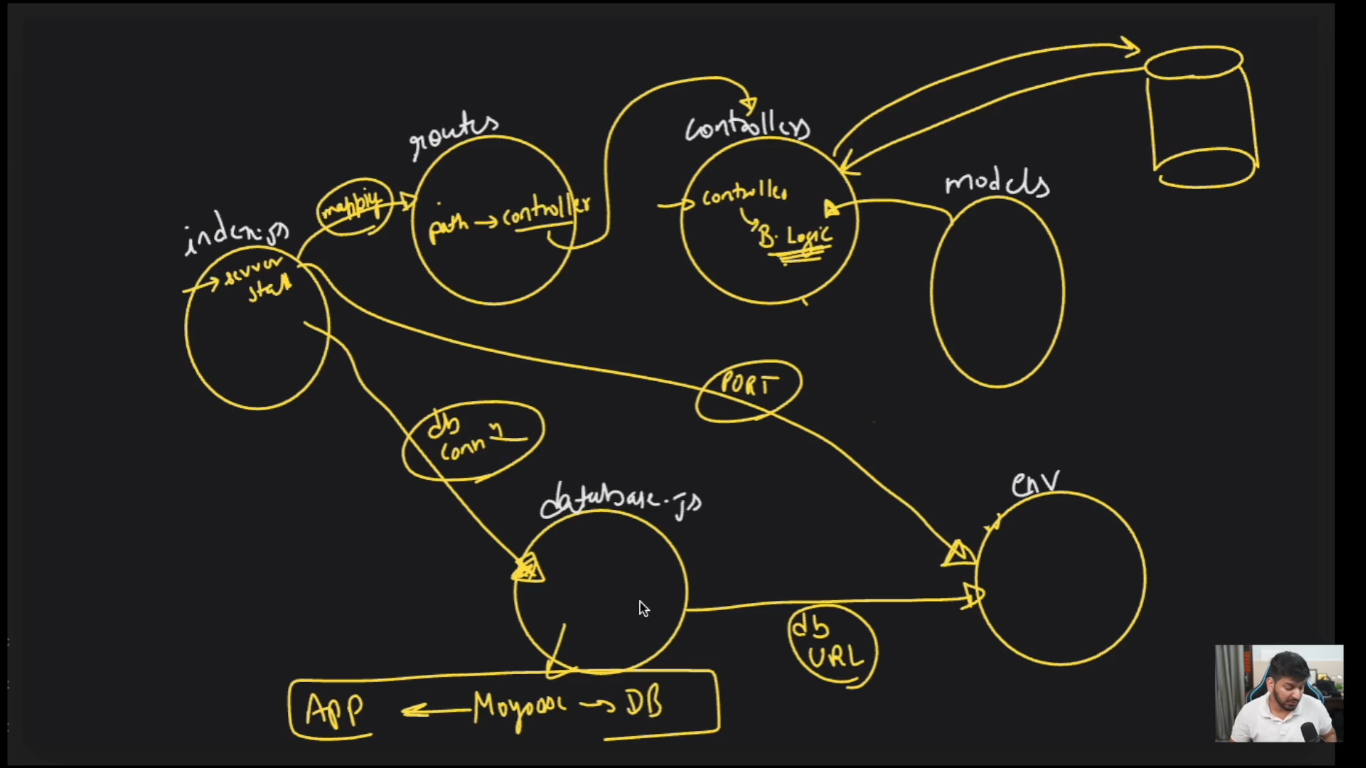 routes
controllers
models
index.js
mapping
path → controller
→ controller
B. Logic
→ server
start
PORT
db
connⁿ
database.js
env
db
URL
App ← Mongoose → DB